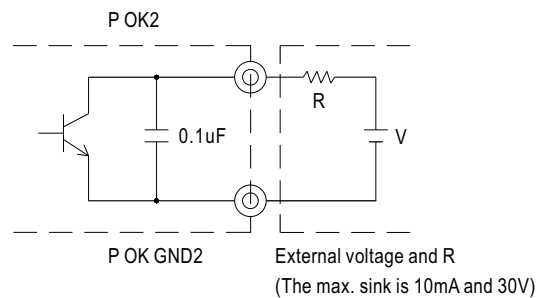 P OK2
R
0.1uF
V
P OK GND2
External voltage and R
(The max. sink is 10mA and 30V)